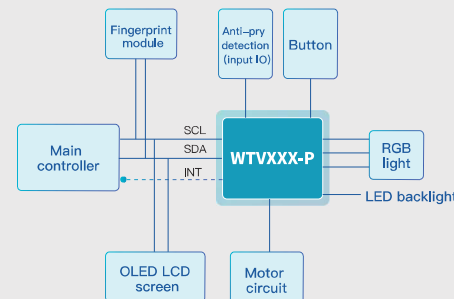 Fingerprint
module
Anti-pry
detection
(input IO)
Button
Main
controller
SCL
SDA
INT
WTVXXX-P
RGB
light
LED backlight
OLED LCD
screen
Motor
circuit